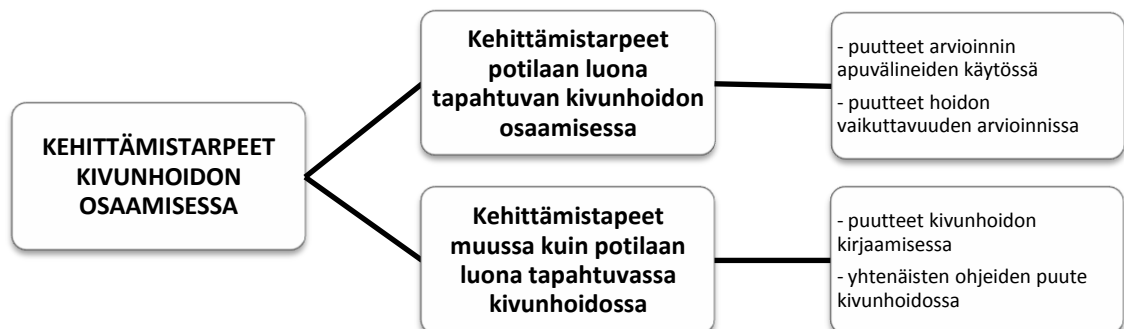 KEHITTÄMISTARPEET
KIVUNHOIDON
OSAAMISESSA
Kehittämistarpeet
potilaan luona
tapahtuvan kivunhoidon
osaamisessa
- puutteet arvioinnin
apuvälineiden käytössä
- puutteet hoidon
vaikuttavuuden arvioinnissa
Kehittämistapeet
muussa kuin potilaan
luona tapahtuvassa
kivunhoidossa
- puutteet kivunhoidon
kirjaamisessa
- yhtenäisten ohjeiden puute
kivunhoidossa